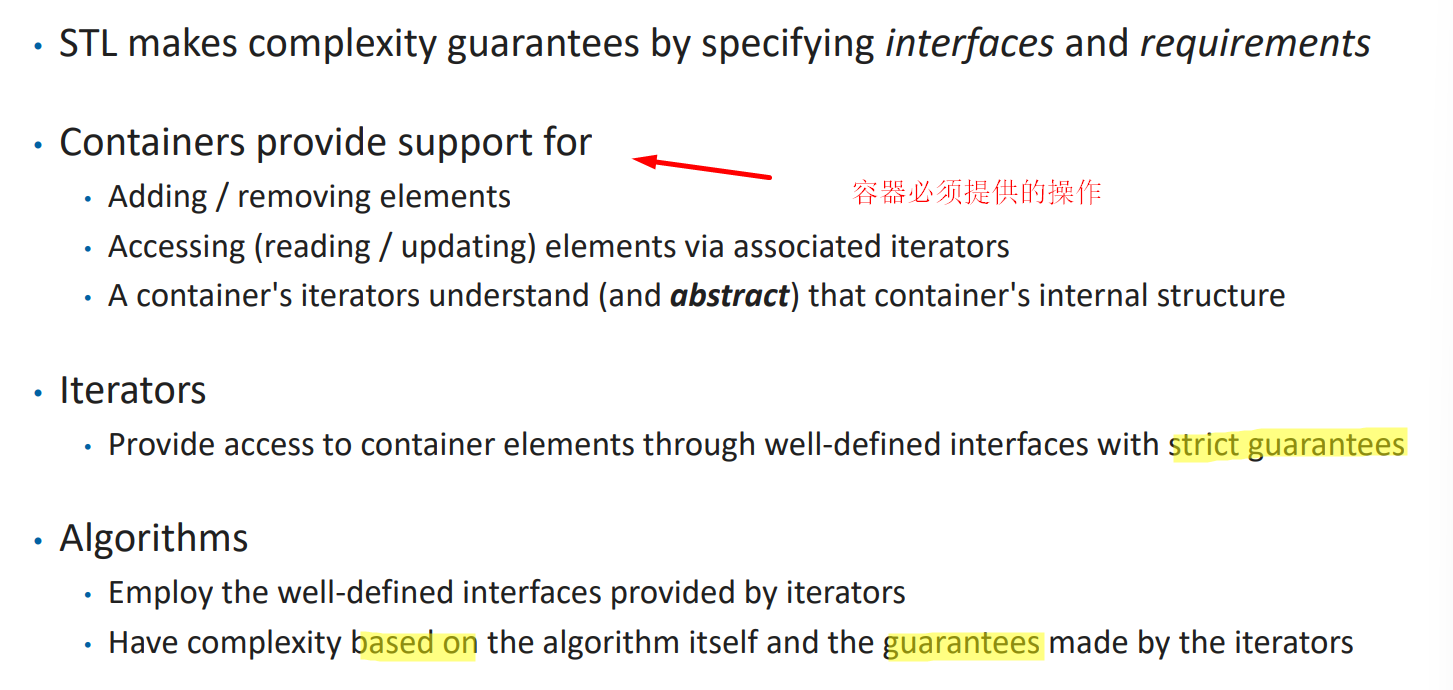 • STL makes complexity guarantees by specifying interfaces and requirements
• Containers provide support for
• Adding / removing elements
容器必须提供的操作
• Accessing (reading / updating) elements via associated iterators
• A container's iterators understand (and abstract) that container's internal structure
• Iterators
• Provide access to container elements through well-defined interfaces with strict guarantees
• Algorithms
• Employ the well-defined interfaces provided by iterators
• Have complexity based on the algorithm itself and the guarantees made by the iterators